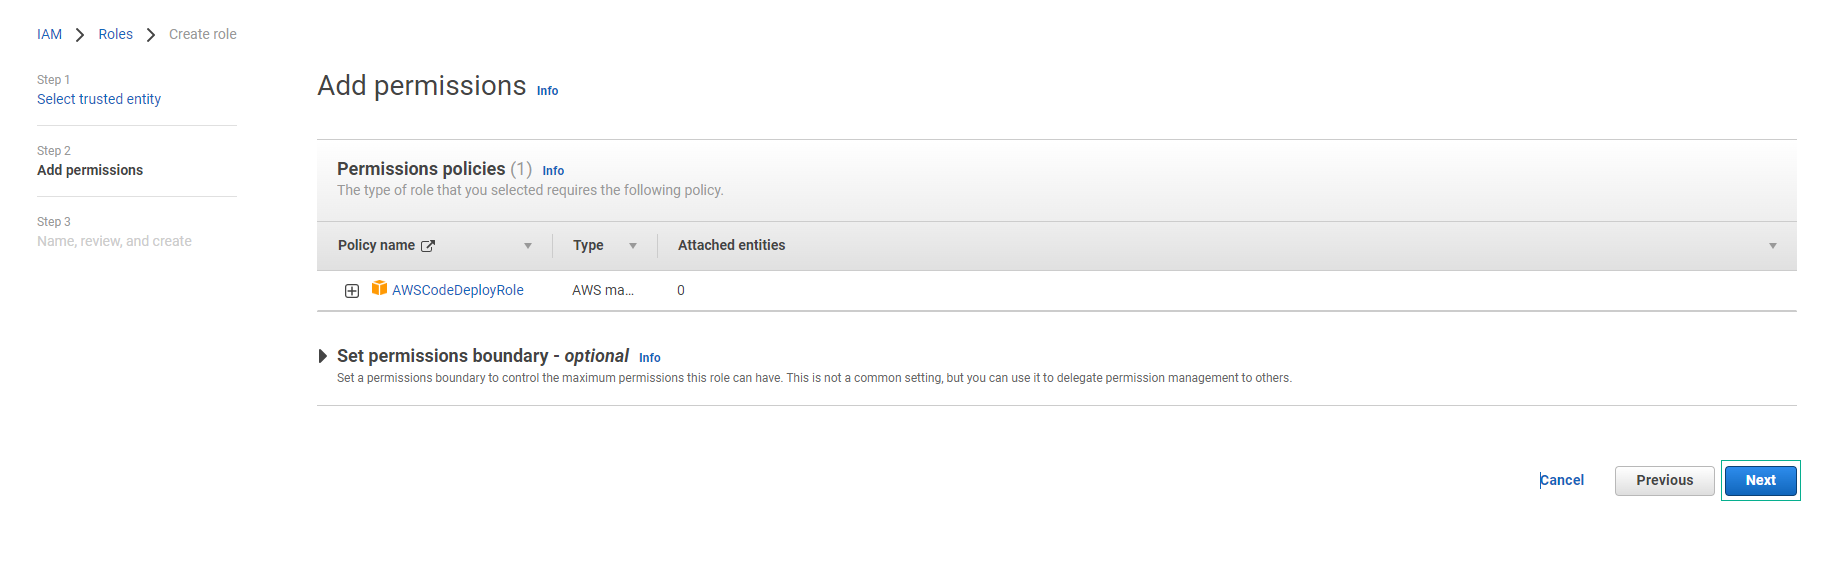 IAM Roles Create role
Step 1
Select trusted entity
Step 2
Add permissions
Step 3
Name, review, and create
Add permissions Info
Permissions policies (1) Info
The type of role that you selected requires the following policy.
Policy name Type Attached entities
AWSCodeDeployRole AWS ma... 0
Set permissions boundary - optional Info
Set a permissions boundary to control the maximum permissions this role can have. This is not a common setting, but you can use it to delegate permission management to others.
Cancel Previous Next